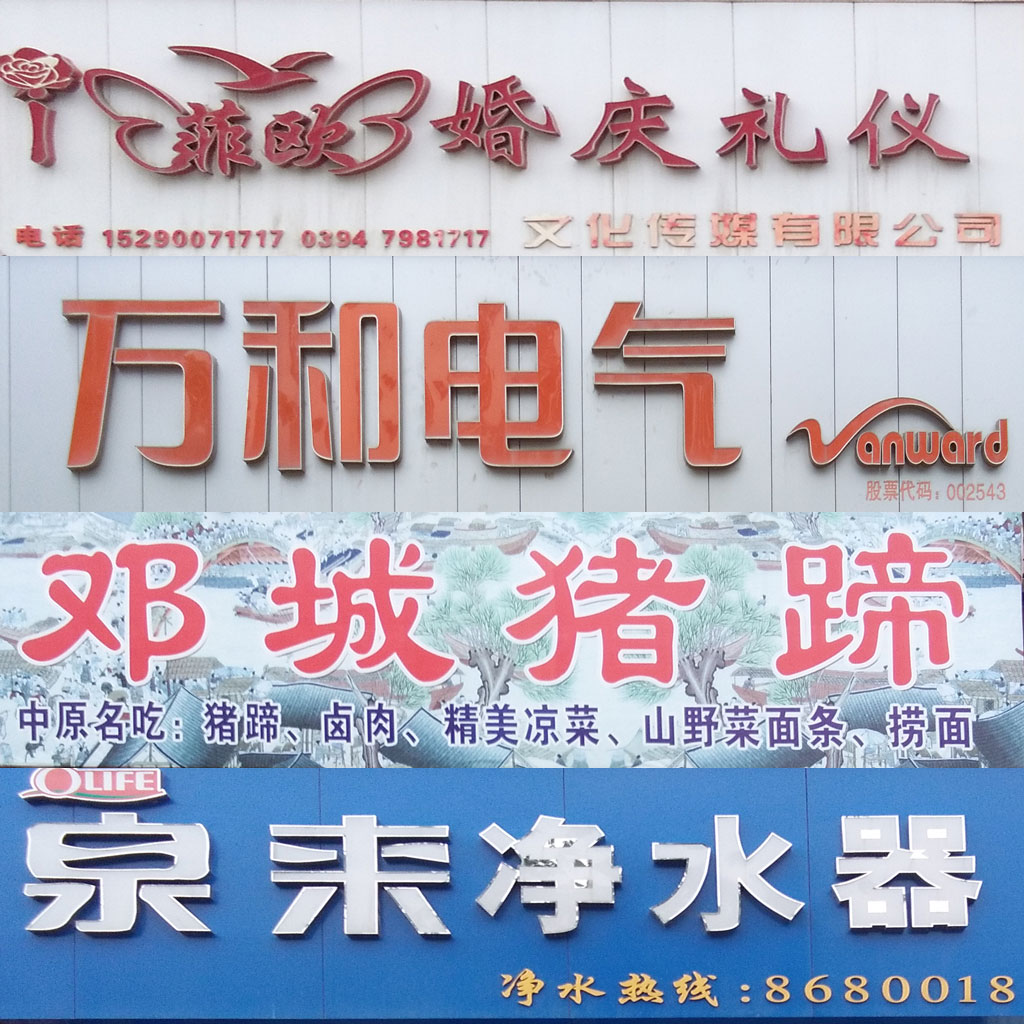 菲欧婚庆礼仪
电话 15290071717 0394 7981717 文化传媒有限公司
万和电气
Vanward
股票代码：002543
邓城猪蹄
中原名吃：猪蹄、卤肉、精美凉菜、山野菜面条、捞面
OLIFE
泉来净水器
净水热线：8680018